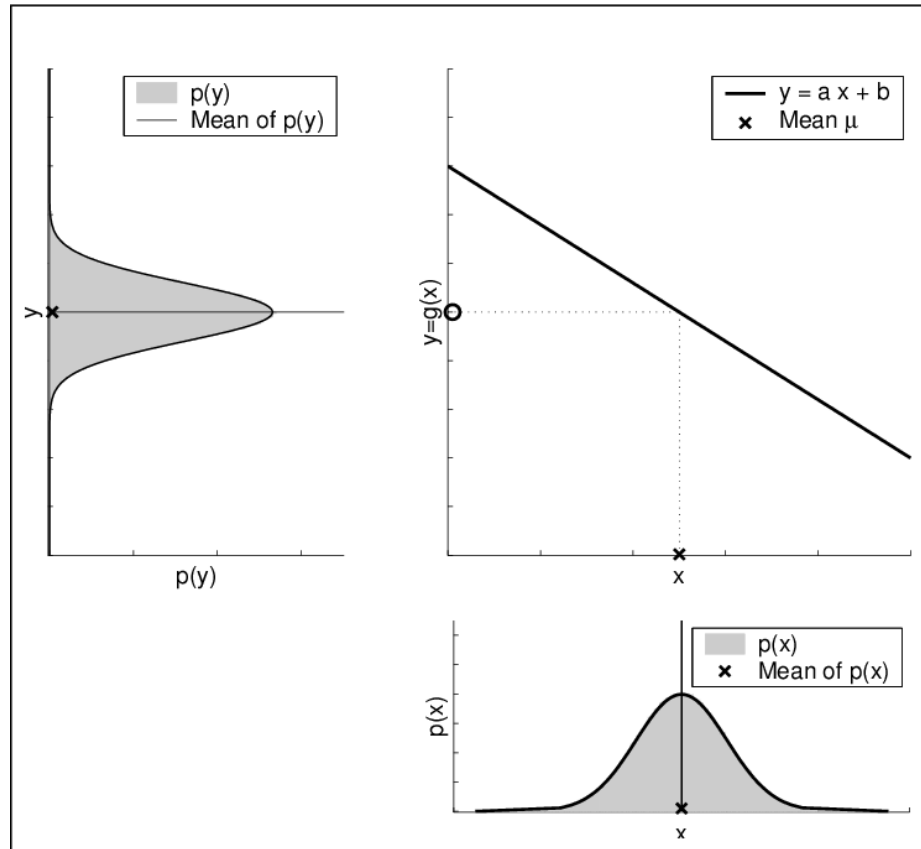 p(y)
Mean of p(y)
y
p(y)
y = a x + b
Mean μ
y=g(x)
x
p(x)
Mean of p(x)
p(x)
x